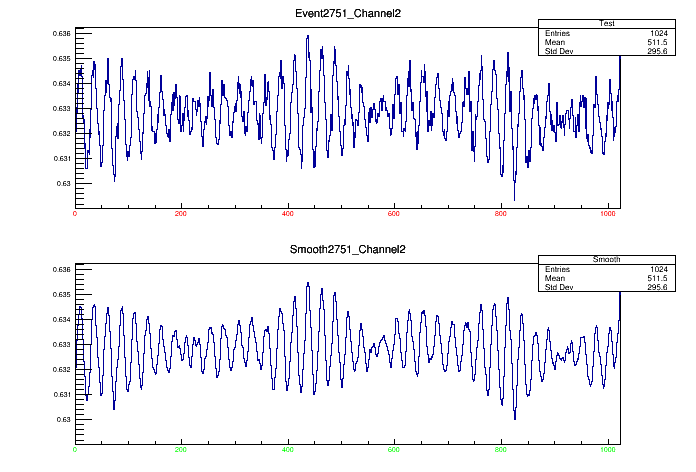 Event2751_Channel2
Test
Entries 1024
Mean 511.5
Std Dev 295.6
0.636
0.635
0.634
0.633
0.632
0.631
0.63
0 200 400 600 800 1000
Smooth2751_Channel2
Smooth
Entries 1024
Mean 511.5
Std Dev 295.6
0.636
0.635
0.634
0.633
0.632
0.631
0.63
0 200 400 600 800 1000